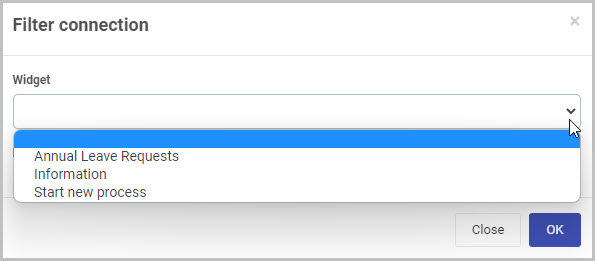 Filter connection
×
Widget
Annual Leave Requests
Information
Start new process
Close
OK